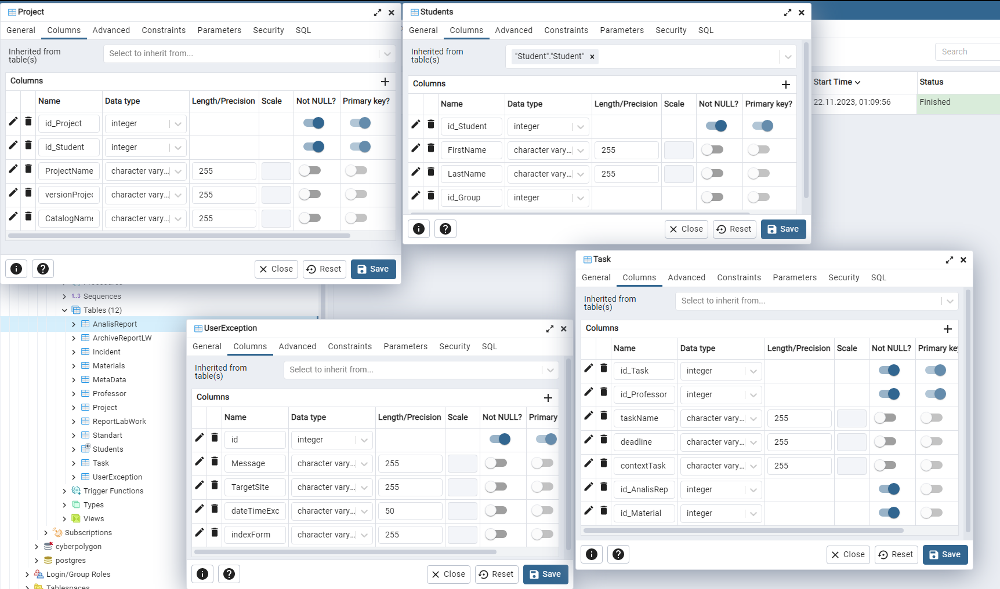 Project
General Columns Advanced Constraints Parameters Security SQL
Inherited from table(s)
Select to inherit from...
Columns
Name Data type Length/Precision Scale Not NULL? Primary key?
id_Project integer
id_Student integer
ProjectName character vary... 255
versionProjec character vary... 255
CatalogName character vary... 255
Close Reset Save
Students
General Columns Advanced Constraints Parameters Security SQL
Inherited from table(s)
"Student"."Student" ×
Columns
Name Data type Length/Precision Scale Not NULL? Primary key?
id_Student integer
FirstName character vary... 255
LastName character vary... 255
id_Group integer
Close Reset Save
Search
Start Time Status
22.11.2023, 01:09:56 Finished
1..3 Sequences
Tables (12)
AnalisReport
ArchiveReportLW
Incident
Materials
MetaData
Professor
Project
ReportLabWork
Standart
Students
Task
UserException
Trigger Functions
Types
Views
Subscriptions
cyberpolygon
postgres
Login/Group Roles
Tablespaces
UserException
General Columns Advanced Constraints Parameters Security SQL
Inherited from table(s)
Select to inherit from...
Columns
Name Data type Length/Precision Scale Not NULL? Primary
id integer
Message character vary... 255
TargetSite character vary... 255
dateTimeExc character vary... 50
indexForm character vary... 255
Close Reset Save
Task
General Columns Advanced Constraints Parameters Security SQL
Inherited from table(s)
Select to inherit from...
Columns
Name Data type Length/Precision Scale Not NULL? Primary key
id_Task integer
id_Professor integer
taskName character vary... 255
deadline character vary... 255
contextTask character vary... 255
id_AnalisRep integer
id_Material integer
Close Reset Save